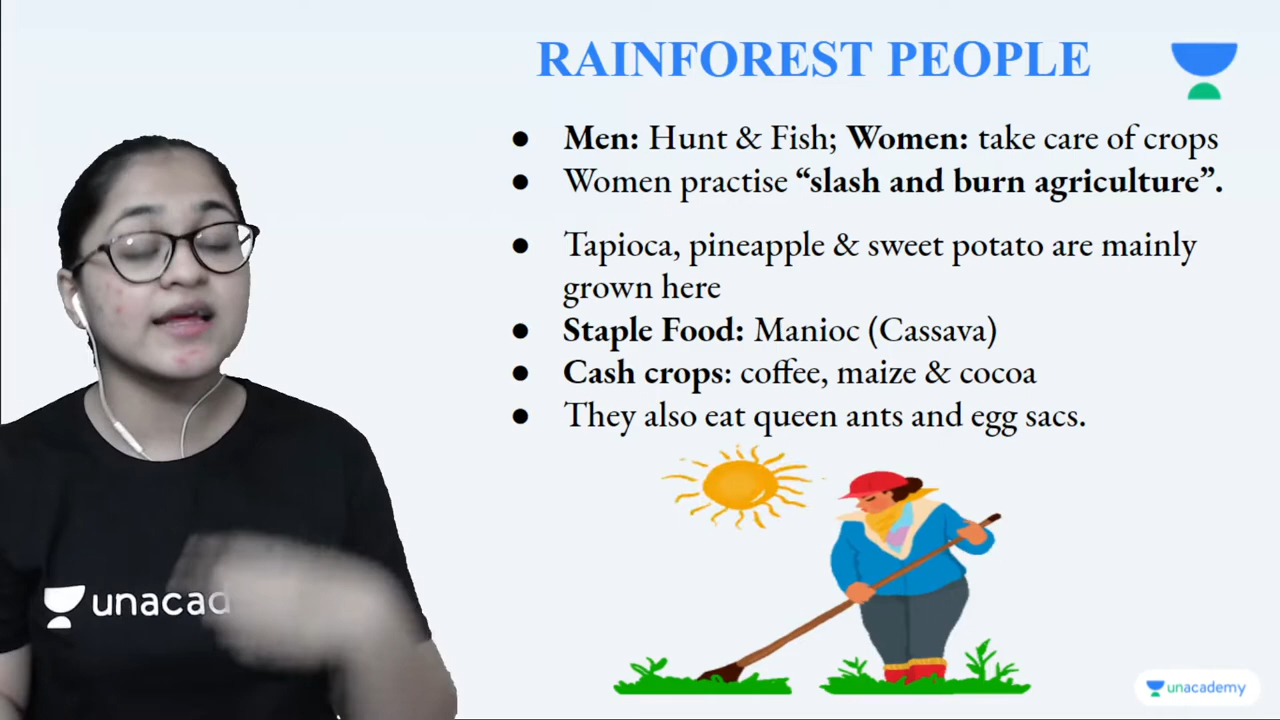 RAINFOREST PEOPLE
● Men: Hunt & Fish; Women: take care of crops
● Women practise “slash and burn agriculture”.
● Tapioca, pineapple & sweet potato are mainly
grown here
● Staple Food: Manioc (Cassava)
● Cash crops: coffee, maize & cocoa
● They also eat queen ants and egg sacs.
unacad
unacademy